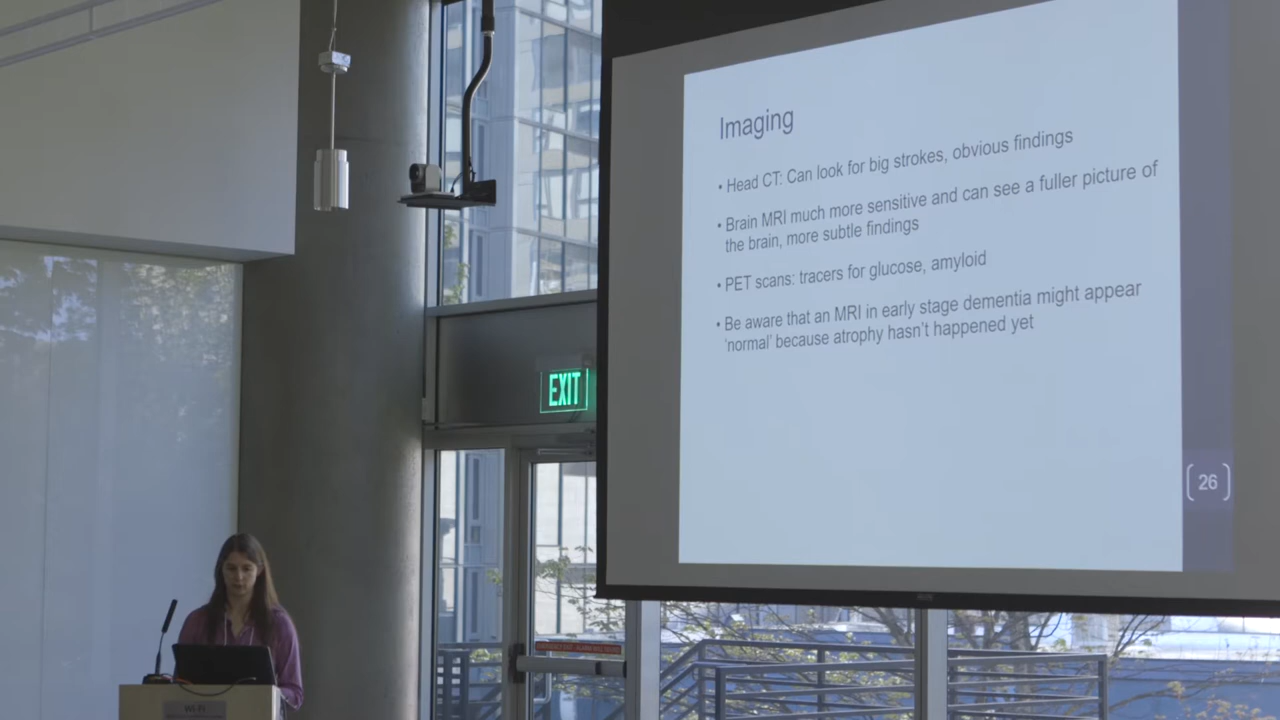 Imaging
• Head CT: Can look for big strokes, obvious findings
• Brain MRI much more sensitive and can see a fuller picture of
the brain, more subtle findings
• PET scans: tracers for glucose, amyloid
• Be aware that an MRI in early stage dementia might appear
'normal' because atrophy hasn't happened yet
26
EXIT
Wi-Fi